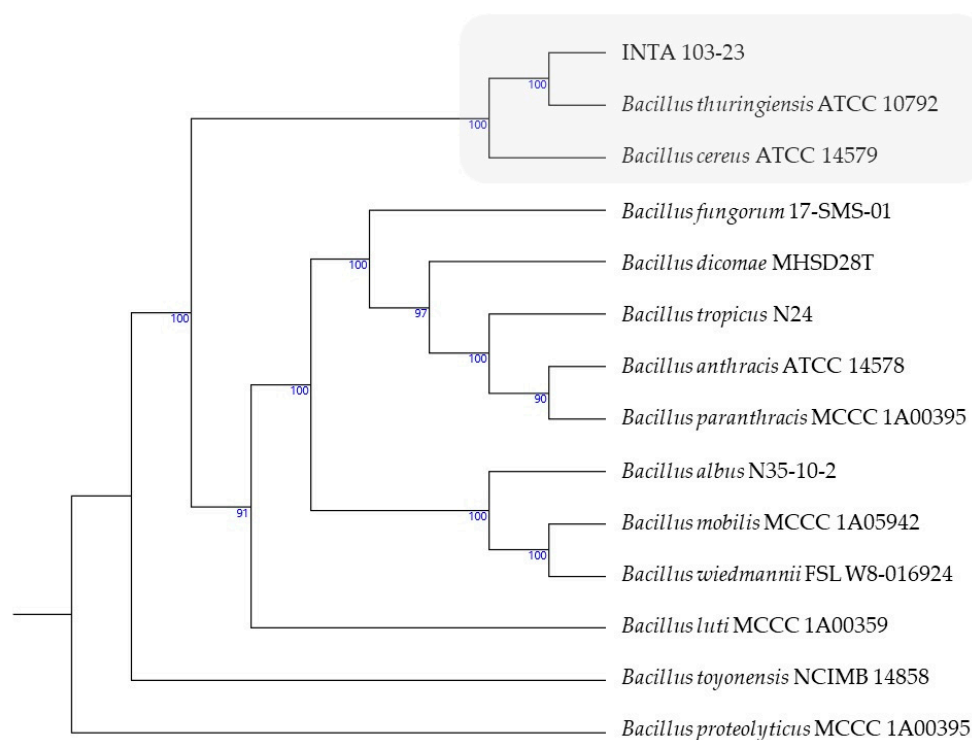 INTA 103-23
100
Bacillus thuringiensis ATCC 10792
100
Bacillus cereus ATCC 14579
Bacillus fungorum 17-SMS-01
100
Bacillus dicomae MHSD28T
97
Bacillus tropicus N24
100
100
Bacillus anthracis ATCC 14578
100
90
Bacillus paranthracis MCCC 1A00395
Bacillus albus N35-10-2
91
100
Bacillus mobilis MCCC 1A05942
100
Bacillus wiedmannii FSL W8-016924
Bacillus luti MCCC 1A00359
Bacillus toyonensis NCIMB 14858
Bacillus proteolyticus MCCC 1A00395